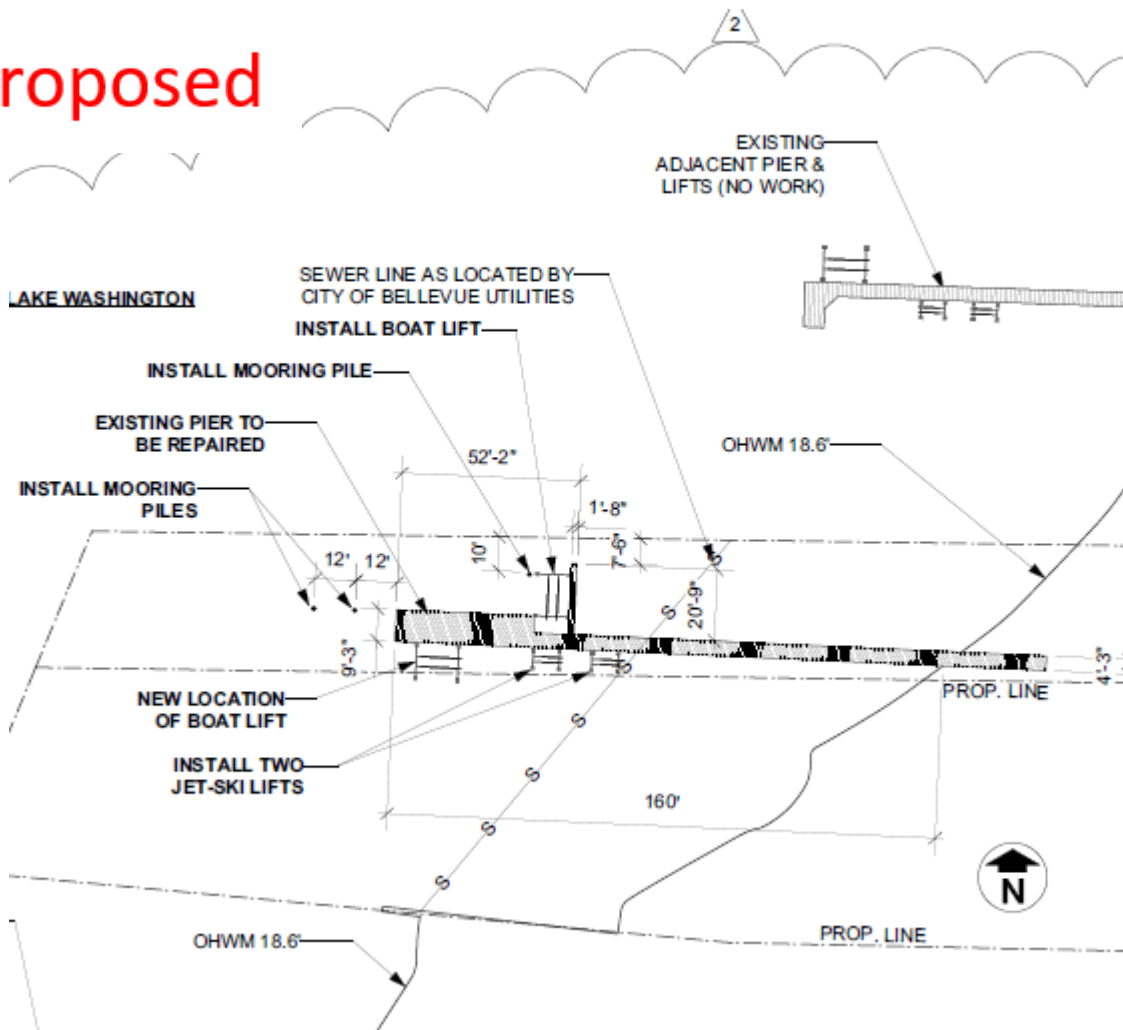 roposed
2
EXISTING
ADJACENT PIER &
LIFTS (NO WORK)
LAKE WASHINGTON
SEWER LINE AS LOCATED BY
CITY OF BELLEVUE UTILITIES
INSTALL BOAT LIFT
INSTALL MOORING PILE
EXISTING PIER TO
BE REPAIRED
52'-2"
OHWM 18.6'
INSTALL MOORING
PILES
1'-8"
12'
12'
10'
7'-6"
S
S
20'-9"
9'-3"
S
4'-3"
PROP. LINE
NEW LOCATION
OF BOAT LIFT
S
INSTALL TWO
JET-SKI LIFTS
S
160'
S
S
N
OHWM 18.6'
PROP. LINE